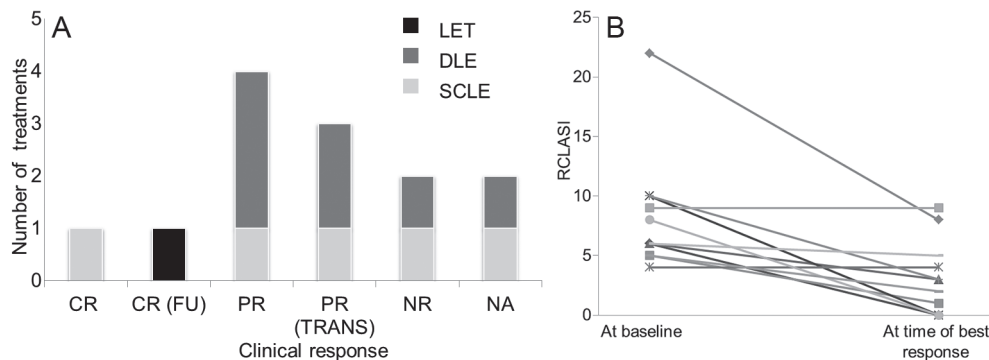 A
Number of treatments
5
4
3
2
1
0
LET
DLE
SCLE
CR
CR (FU)
PR
PR
(TRANS)
NR
NA
Clinical response
B
RCLASI
25
20
15
10
5
0
At baseline
At time of best
response